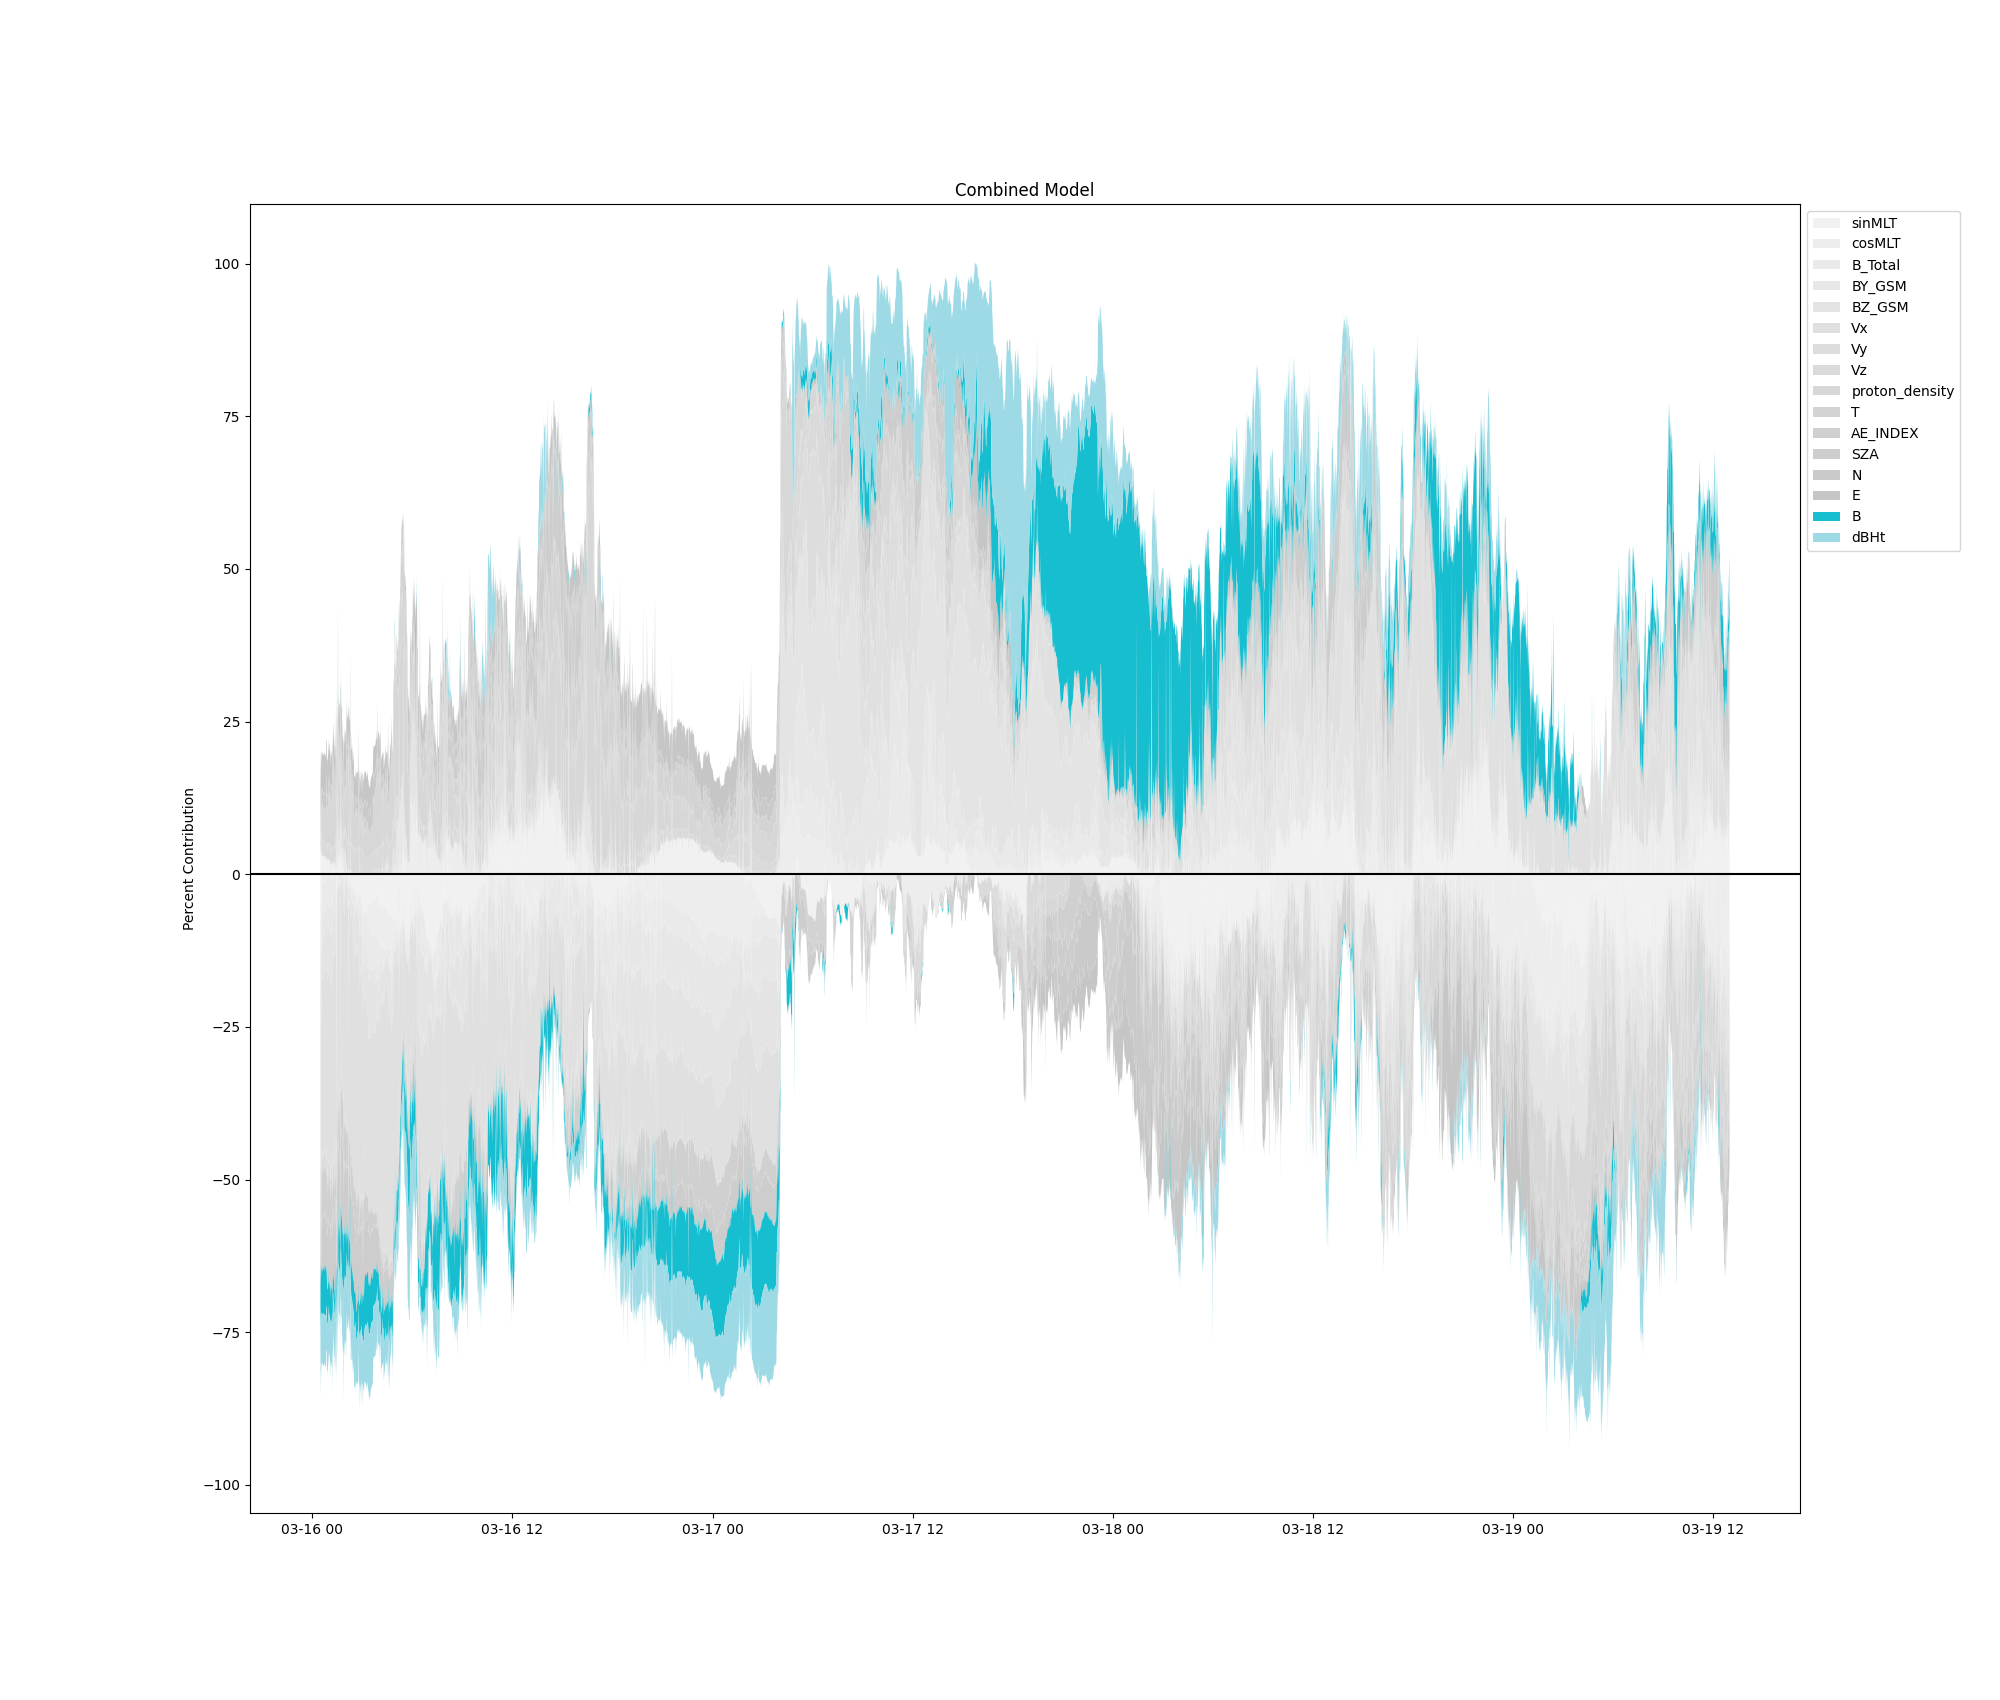 Combined Model
Percent Contribution
100
75
50
25
0
−25
−50
−75
−100
03-16 00
03-16 12
03-17 00
03-17 12
03-18 00
03-18 12
03-19 00
03-19 12
sinMLT
cosMLT
B_Total
BY_GSM
BZ_GSM
Vx
Vy
Vz
proton_density
T
AE_INDEX
SZA
N
E
B
dBHt